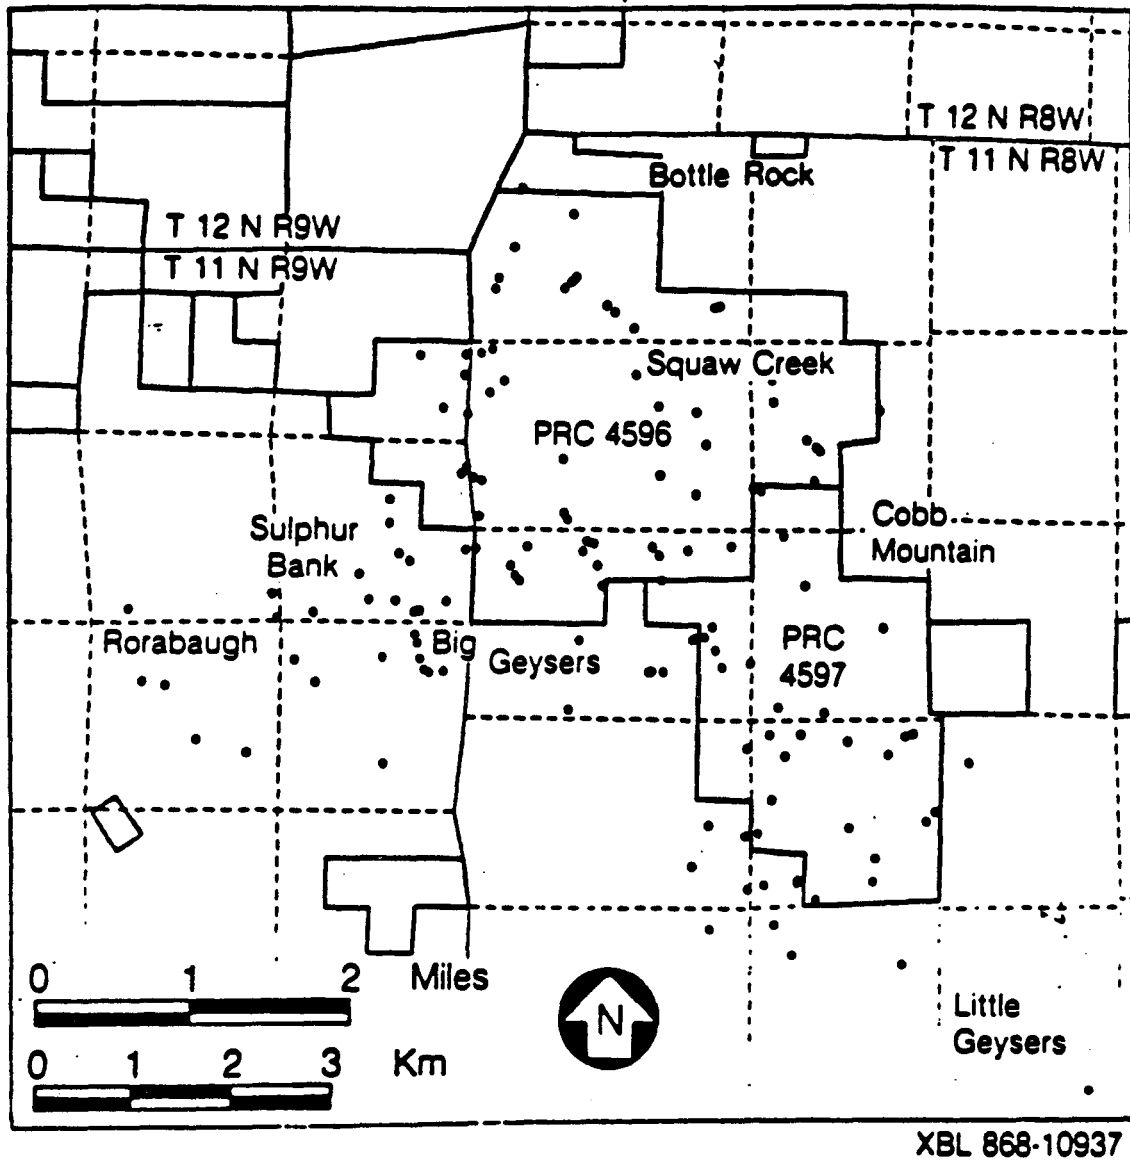 T 12 N R8W
T 11 N R8W
Bottle Rock
T 12 N R9W
T 11 N R9W
Squaw Creek
PRC 4596
Sulphur
Bank
Cobb
Mountain
Rorabaugh
Big
Geysers
PRC
4597
0 1 2
Miles
N
Little
Geysers
0 1 2 3 Km
XBL 868-10937